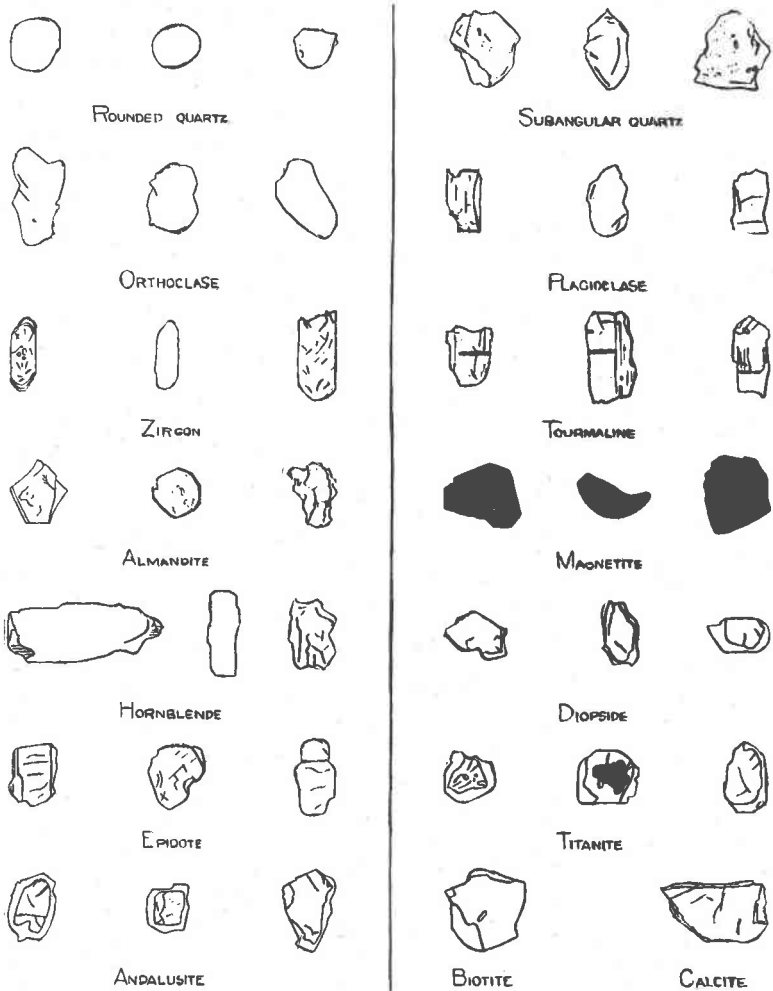 ROUNDED QUARTZ
SUBANGULAR QUARTZ
ORTHOCLASE
PLAGIOCLASE
ZIRCON
TOURMALINE
ALMANDITE
MAGNETITE
HORNBLENDE
DIOPSIDE
EPIDOTE
TITANITE
ANDALUSITE
BIOTITE
CALCITE